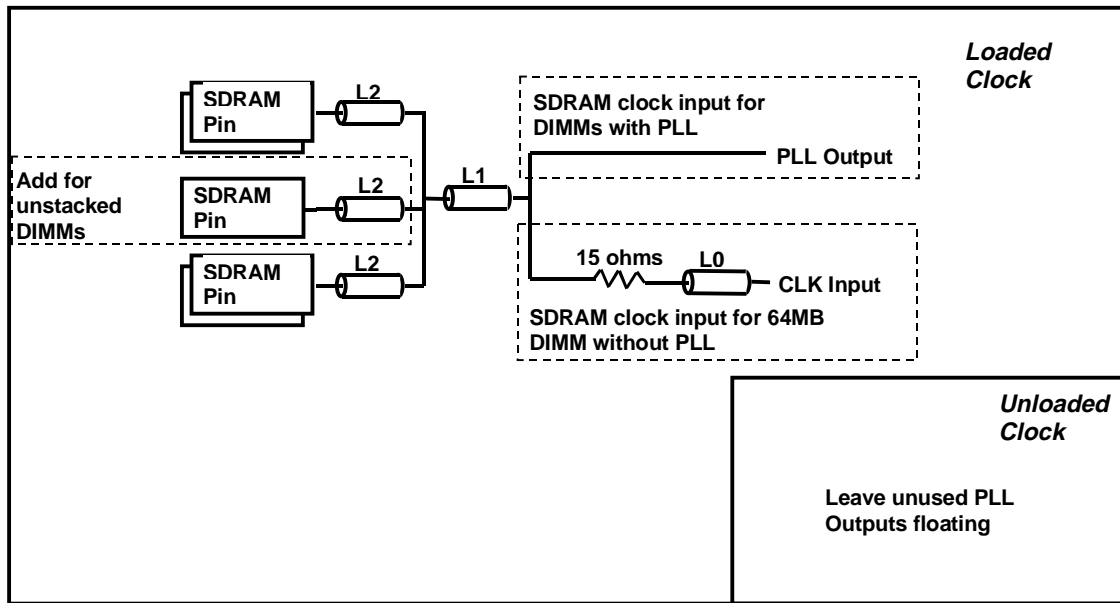 Loaded
Clock
SDRAM
Pin
L2
SDRAM clock input for
DIMMs with PLL
PLL Output
Add for
unstacked
DIMMs
SDRAM
Pin
L2
L1
SDRAM
Pin
L2
15 ohms
L0
CLK Input
SDRAM clock input for 64MB
DIMM without PLL
Unloaded
Clock
Leave unused PLL
Outputs floating